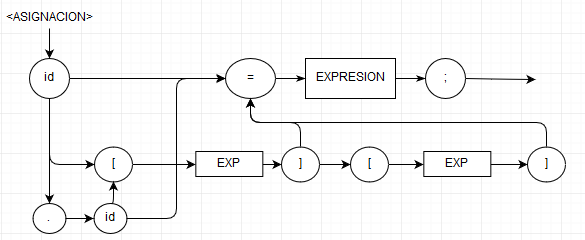 <ASIGNACION>
id = EXPRESION ;
[ EXP ] [ EXP ]
. id